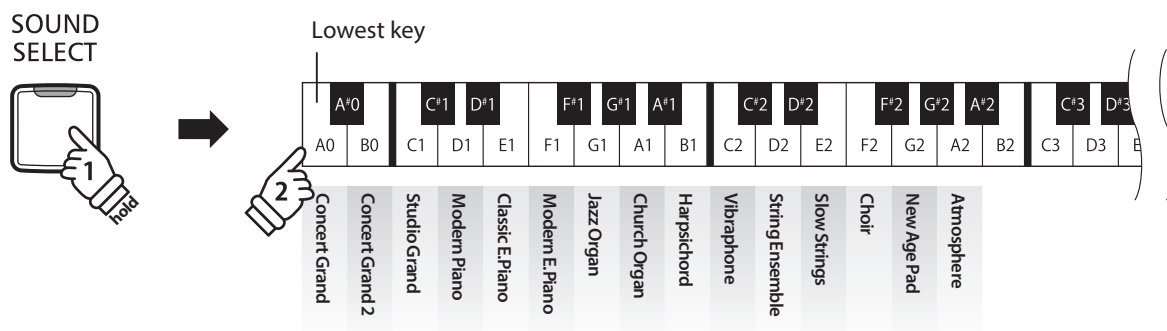 SOUND
SELECT
Lowest key
A#0 C#1 D#1 F#1 G#1 A#1 C#2 D#2 F#2 G#2 A#2 C#3 D#3
A0 B0 C1 D1 E1 F1 G1 A1 B1 C2 D2 E2 F2 G2 A2 B2 C3 D3 E
1
hold
2
Concert Grand
Concert Grand 2
Studio Grand
Modern Piano
Classic E.Piano
Modern E.Piano
Jazz Organ
Church Organ
Harpsichord
Vibraphone
String Ensemble
Slow Strings
Choir
New Age Pad
Atmosphere